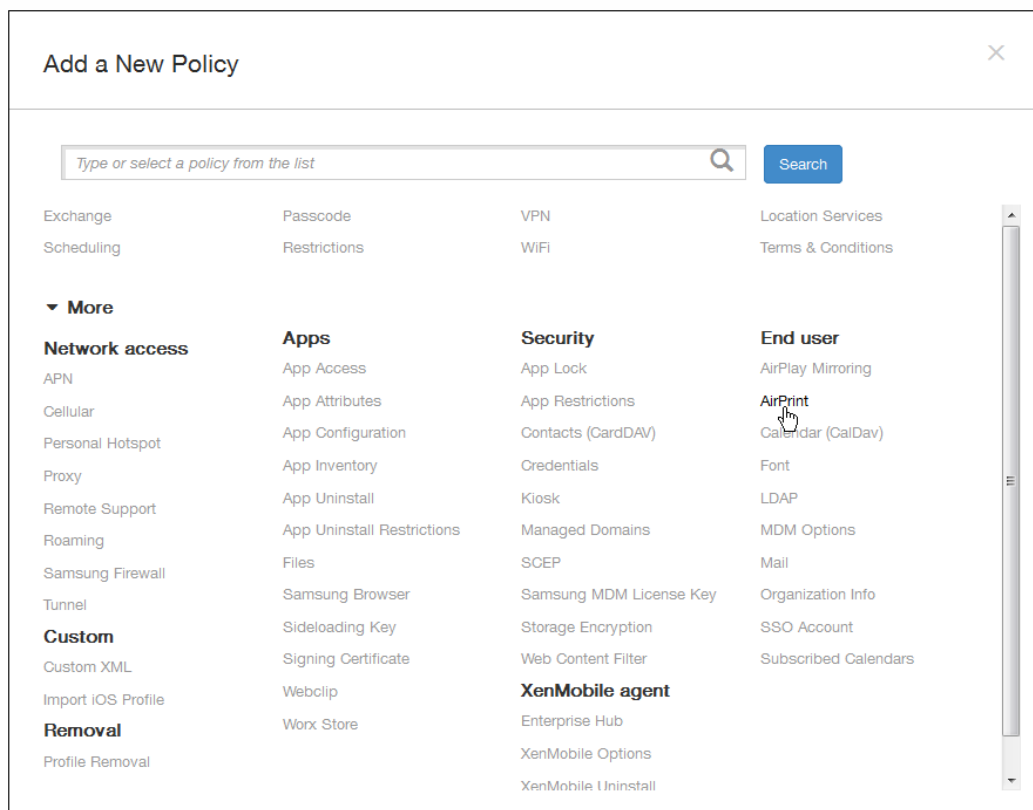 Add a New Policy
Type or select a policy from the list
Search
Exchange
Passcode
VPN
Location Services
Scheduling
Restrictions
WiFi
Terms & Conditions
More
Network access
APN
Cellular
Personal Hotspot
Proxy
Remote Support
Roaming
Samsung Firewall
Tunnel
Custom
Custom XML
Import iOS Profile
Removal
Profile Removal
Apps
App Access
App Attributes
App Configuration
App Inventory
App Uninstall
App Uninstall Restrictions
Files
Samsung Browser
Sideloading Key
Signing Certificate
Webclip
Worx Store
Security
App Lock
App Restrictions
Contacts (CardDAV)
Credentials
Kiosk
Managed Domains
SCEP
Samsung MDM License Key
Storage Encryption
Web Content Filter
XenMobile agent
Enterprise Hub
XenMobile Options
XenMobile Uninstall
End user
AirPlay Mirroring
AirPrint
Calendar (CalDav)
Font
LDAP
MDM Options
Mail
Organization Info
SSO Account
Subscribed Calendars